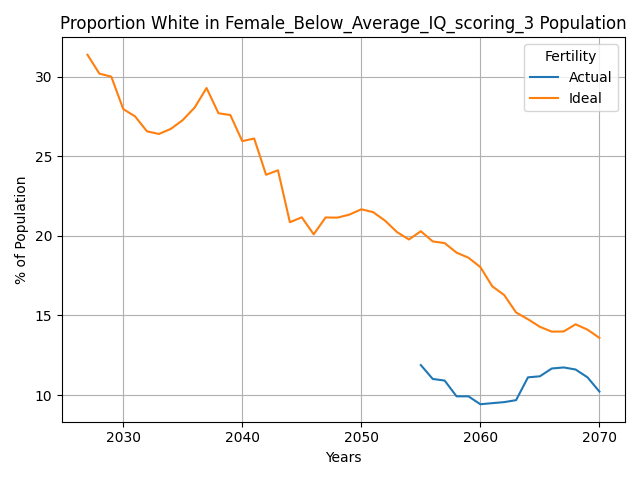 Proportion White in Female_Below_Average_IQ_scoring_3 Population
Fertility
Actual
Ideal
% of Population
30
25
20
15
10
2030
2040
2050
2060
2070
Years